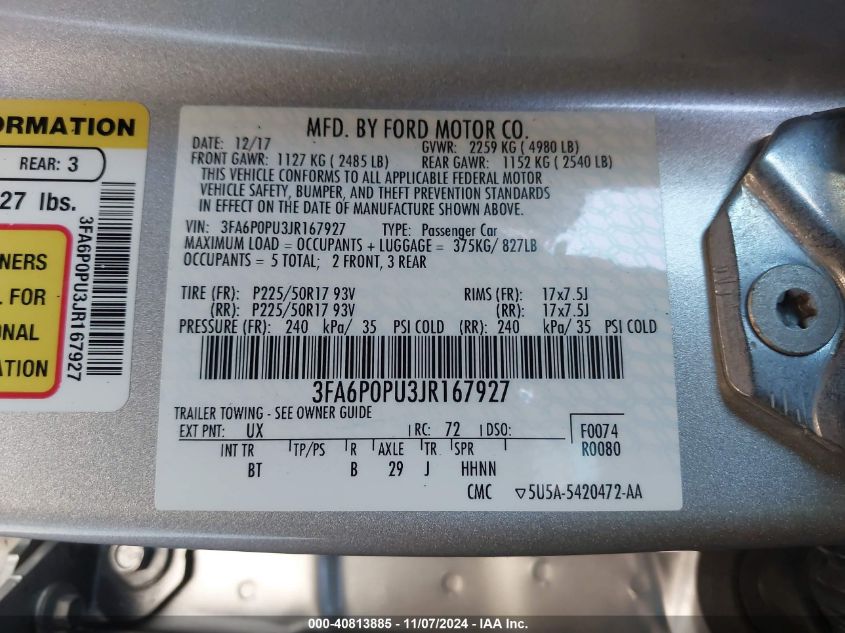 ORMATION
REAR: 3
27 lbs.
3FA6P0PU3JR167927
NERS
L FOR
ONAL
ATION
MFD. BY FORD MOTOR CO.
DATE: 12/17 GVWR: 2259 KG ( 4980 LB)
FRONT GAWR: 1127 KG ( 2485 LB) REAR GAWR: 1152 KG ( 2540 LB)
THIS VEHICLE CONFORMS TO ALL APPLICABLE FEDERAL MOTOR
VEHICLE SAFETY, BUMPER, AND THEFT PREVENTION STANDARDS
IN EFFECT ON THE DATE OF MANUFACTURE SHOWN ABOVE.
VIN: 3FA6P0PU3JR167927 TYPE: Passenger Car
MAXIMUM LOAD = OCCUPANTS + LUGGAGE = 375KG/ 827LB
OCCUPANTS = 5 TOTAL; 2 FRONT, 3 REAR
TIRE (FR): P225/50R17 93V RIMS (FR): 17x7.5J
(RR): P225/50R17 93V (RR): 17x7.5J
PRESSURE (FR): 240 kPa/ 35 PSI COLD (RR): 240 kPa/ 35 PSI COLD
3FA6P0PU3JR167927
TRAILER TOWING - SEE OWNER GUIDE
EXT PNT: UX RC: 72 DSO: F0074
R0080
INT TR TP/PS R AXLE TR SPR
BT B 29 J HHNN
CMC ▽5U5A-5420472-AA
000-40813885 - 11/07/2024 - IAA Inc.